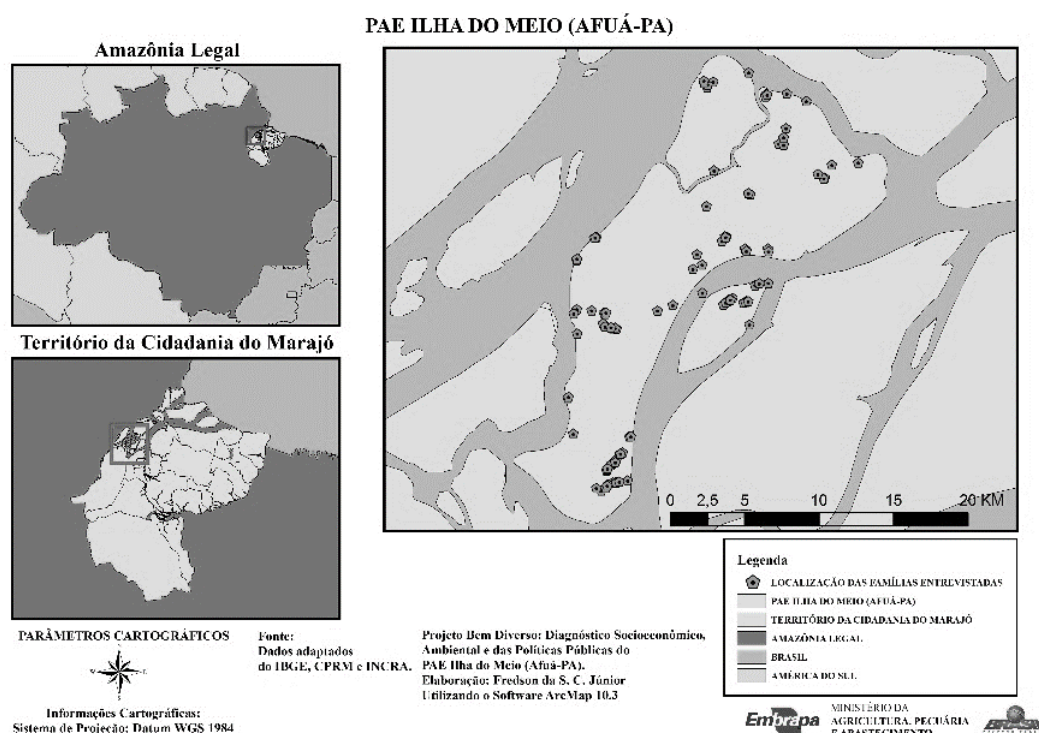 PAE ILHA DO MEIO (AFUÁ-PA)
Amazônia Legal
Território da Cidadania do Marajó
0 2,5 5 10 15 20 KM
Legenda
LOCALIZAÇÃO DAS FAMÍLIAS ENTREVISTADAS
PAE ILHA DO MEIO (AFUÁ-PA)
TERRITÓRIO DA CIDADANIA DO MARAJÓ
AMAZÔNIA LEGAL
BRASIL
AMÉRICA DO SUL
PARÂMETROS CARTOGRÁFICOS
Informações Cartográficas:
Sistema de Projeção: Datum WGS 1984
Fonte:
Dados adaptados
do IBGE, CPRM e INCRA.
Projeto Bem Diverso: Diagnóstico Socioeconômico,
Ambiental e das Políticas Públicas do
PAE Ilha do Meio (Afuá-PA).
Elaboração: Fredson da S. C. Júnior
Utilizando o Software ArcMap 10.3
Embrapa
MINISTÉRIO DA
AGRICULTURA, PECUÁRIA
E ABASTECIMENTO
BRASIL